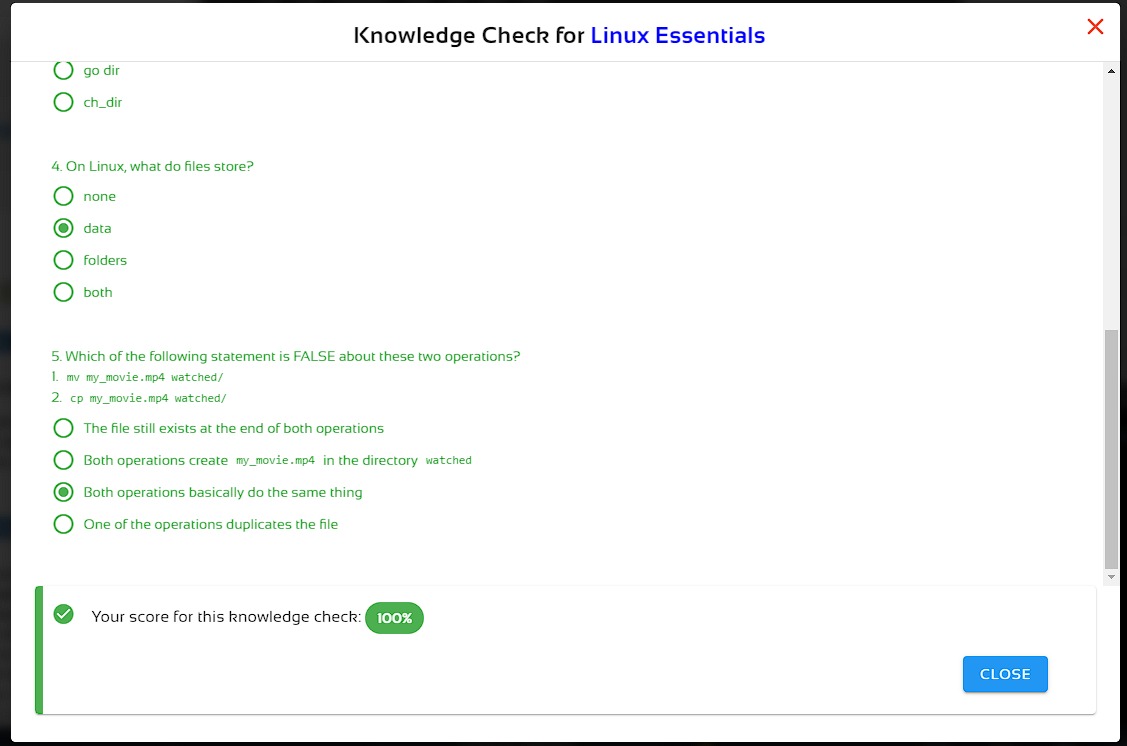 Knowledge Check for Linux Essentials
go dir
ch_dir
4. On Linux, what do files store?
none
data
folders
both
5. Which of the following statement is FALSE about these two operations?
1. mv my_movie.mp4 watched/
2. cp my_movie.mp4 watched/
The file still exists at the end of both operations
Both operations create my_movie.mp4 in the directory watched
Both operations basically do the same thing
One of the operations duplicates the file
Your score for this knowledge check: 100%
CLOSE